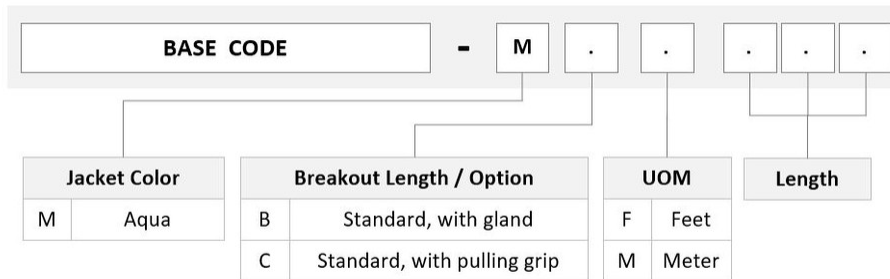 BASE CODE - M . . . . .
Jacket Color Breakout Length / Option UOM Length
M Aqua B Standard, with gland F Feet
C Standard, with pulling grip M Meter